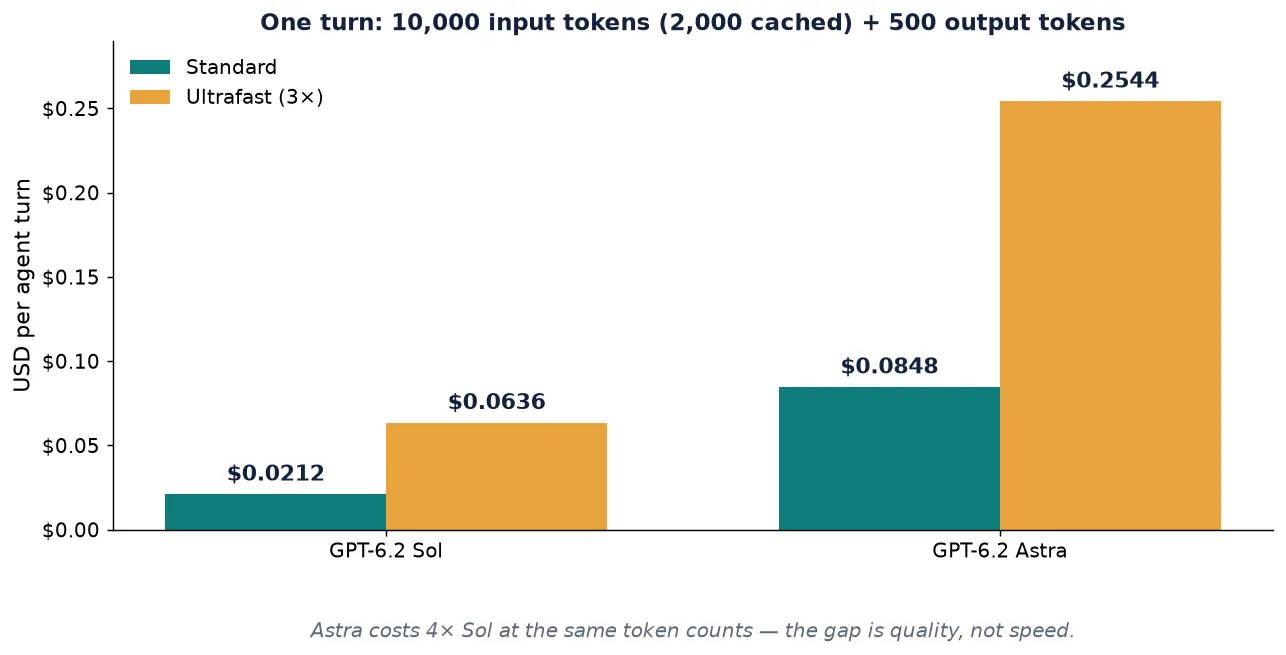 One turn: 10,000 input tokens (2,000 cached) + 500 output tokens
Standard
Ultrafast (3×)
USD per agent turn
$0.25
$0.20
$0.15
$0.10
$0.05
$0.00
$0.0212
$0.0636
$0.0848
$0.2544
GPT-6.2 Sol
GPT-6.2 Astra
Astra costs 4× Sol at the same token counts — the gap is quality, not speed.